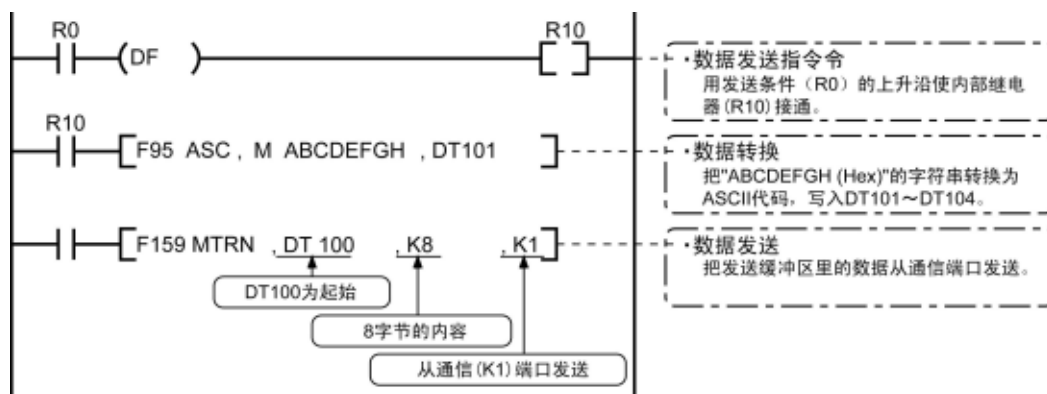 R0
R10
(DF )
·数据发送指令令
用发送条件（R0）的上升沿使内部继电
器(R10)接通。
R10
F95 ASC , M ABCDEFGH , DT101
·数据转换
把"ABCDEFGH (Hex)"的字符串转换为
ASCII代码，写入DT101～DT104。
F159 MTRN , DT 100 , K8 , K1
·数据发送
把发送缓冲区里的数据从通信端口发送。
DT100为起始
8字节的内容
从通信(K1)端口发送